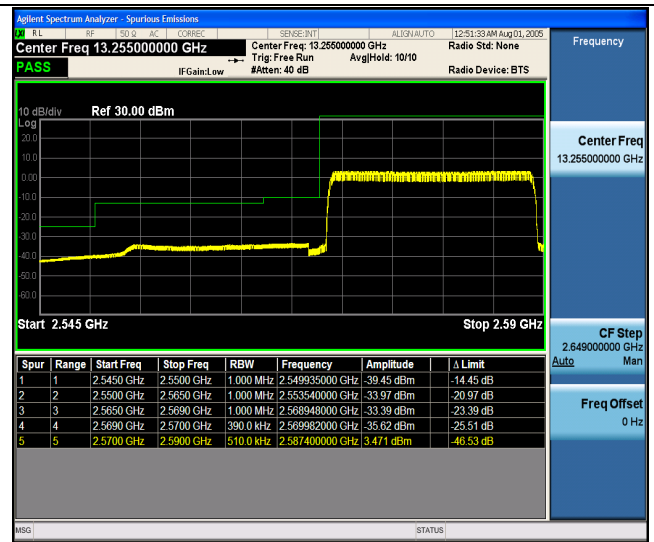 Agilent Spectrum Analyzer - Spurious Emissions
LXI RL RF 50 Ω AC CORREC SENSE:INT ALIGNAUTO 12:51:33 AM Aug 01, 2005
Center Freq 13.255000000 GHz
Center Freq: 13.255000000 GHz
Radio Std: None
Trig: Free Run Avg|Hold: 10/10
PASS
IFGain:Low
#Atten: 40 dB
Radio Device: BTS
10 dB/div Ref 30.00 dBm
Log
20.0
10.0
0.00
-10.0
-20.0
-30.0
-40.0
-50.0
-60.0
Start 2.545 GHz Stop 2.59 GHz
Spur Range Start Freq Stop Freq RBW Frequency Amplitude Δ Limit
1 1 2.5450 GHz 2.5500 GHz 1.000 MHz 2.549935000 GHz -39.45 dBm -14.45 dB
2 2 2.5500 GHz 2.5650 GHz 1.000 MHz 2.553540000 GHz -33.97 dBm -20.97 dB
3 3 2.5650 GHz 2.5690 GHz 1.000 MHz 2.568948000 GHz -33.39 dBm -23.39 dB
4 4 2.5690 GHz 2.5700 GHz 390.0 kHz 2.569982000 GHz -35.62 dBm -25.51 dB
5 5 2.5700 GHz 2.5900 GHz 510.0 kHz 2.587400000 GHz 3.471 dBm -46.53 dB
MSG STATUS
Frequency
Center Freq
13.255000000 GHz
CF Step
2.649000000 GHz
Auto Man
Freq Offset
0 Hz